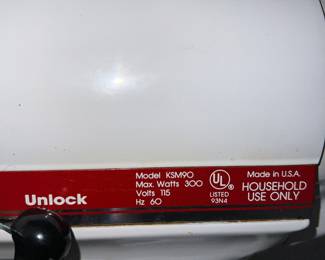 Unlock
Model KSM90
Max. Watts 300
Volts 115
Hz 60
UL
®
LISTED
93N4
Made in U.S.A.
HOUSEHOLD
USE ONLY